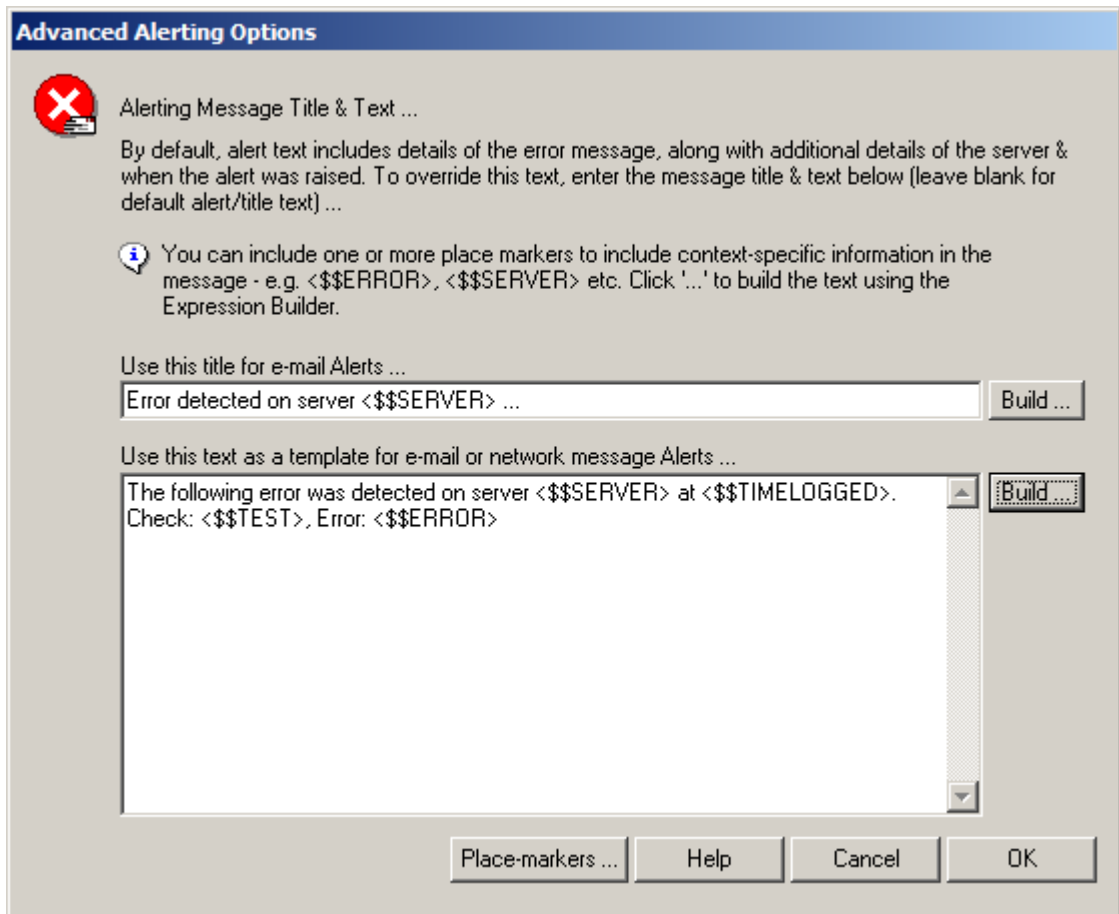 Advanced Alerting Options
Alerting Message Title & Text ...
By default, alert text includes details of the error message, along with additional details of the server &
when the alert was raised. To override this text, enter the message title & text below (leave blank for
default alert/title text) ...
You can include one or more place markers to include context-specific information in the
message - e.g. <$$ERROR>, <$$SERVER> etc. Click '...' to build the text using the
Expression Builder.
Use this title for e-mail Alerts ...
Error detected on server <$$SERVER> ...
Build ...
Use this text as a template for e-mail or network message Alerts ...
The following error was detected on server <$$SERVER> at <$$TIMELOGGED>.
Check: <$$TEST>, Error: <$$ERROR>
Build ...
Place-markers ...
Help
Cancel
OK